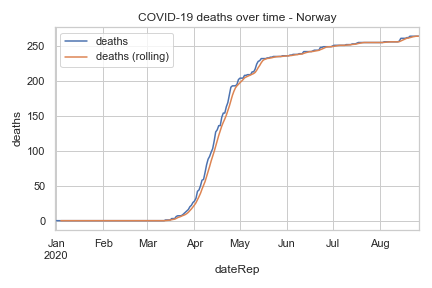 COVID-19 deaths over time - Norway
deaths
deaths (rolling)
deaths
250
200
150
100
50
0
Jan Feb Mar Apr May Jun Jul Aug
2020
dateRep